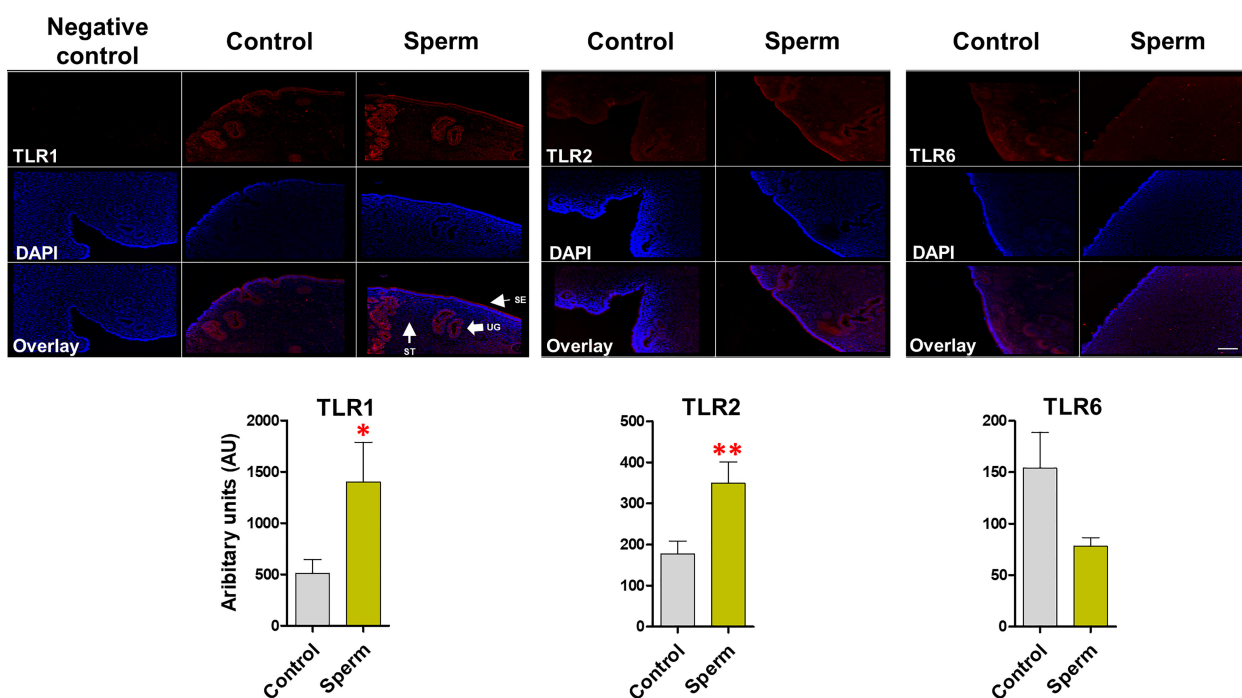 Negative
control
Control
Sperm
Control
Sperm
Control
Sperm
TLR1
TLR2
TLR6
DAPI
DAPI
DAPI
Overlay
SE
UG
ST
Overlay
Overlay
TLR1
Aribitary units (AU)
2000
1500
1000
500
0
*
Control
Sperm
TLR2
500
400
300
200
100
0
**
Control
Sperm
TLR6
200
150
100
50
0
Control
Sperm